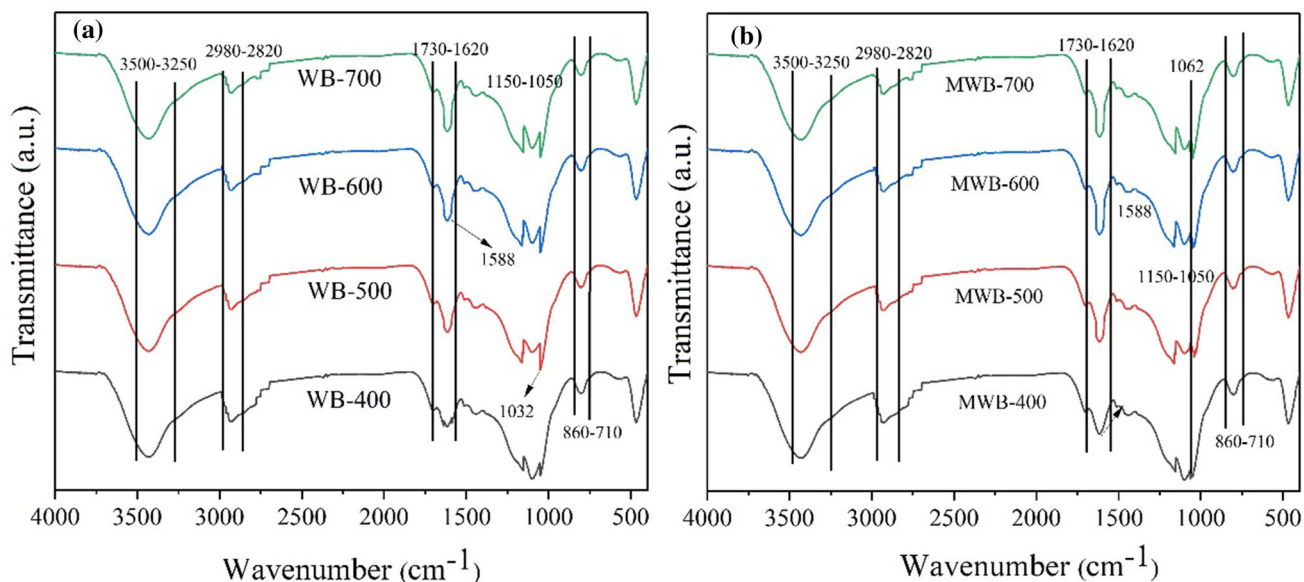 (a)
3500-3250
2980-2820
1730-1620
1150-1050
WB-700
WB-600
1588
WB-500
1032
WB-400
860-710
Transmittance (a.u.)
4000 3500 3000 2500 2000 1500 1000 500
Wavenumber (cm-1)
(b)
3500-3250
2980-2820
1730-1620
1062
MWB-700
MWB-600
1588
1150-1050
MWB-500
MWB-400
860-710
Transmittance (a.u.)
4000 3500 3000 2500 2000 1500 1000 500
Wavenumber (cm-1)